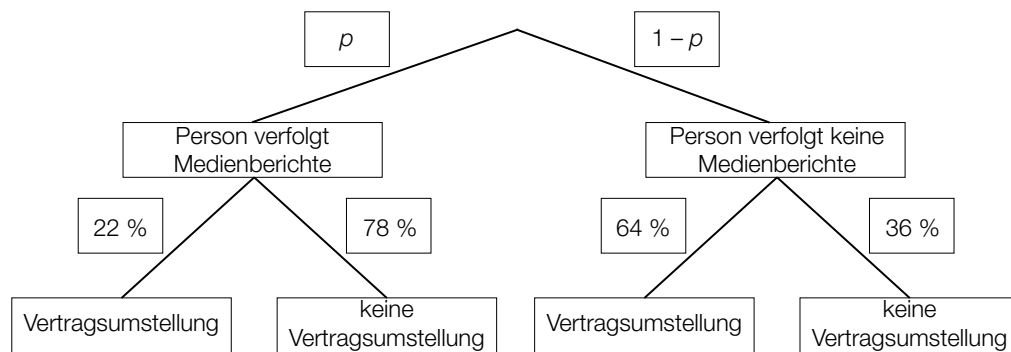 p
1 – p
Person verfolgt
Medienberichte
Person verfolgt keine
Medienberichte
22 %
78 %
64 %
36 %
Vertragsumstellung
keine
Vertragsumstellung
Vertragsumstellung
keine
Vertragsumstellung